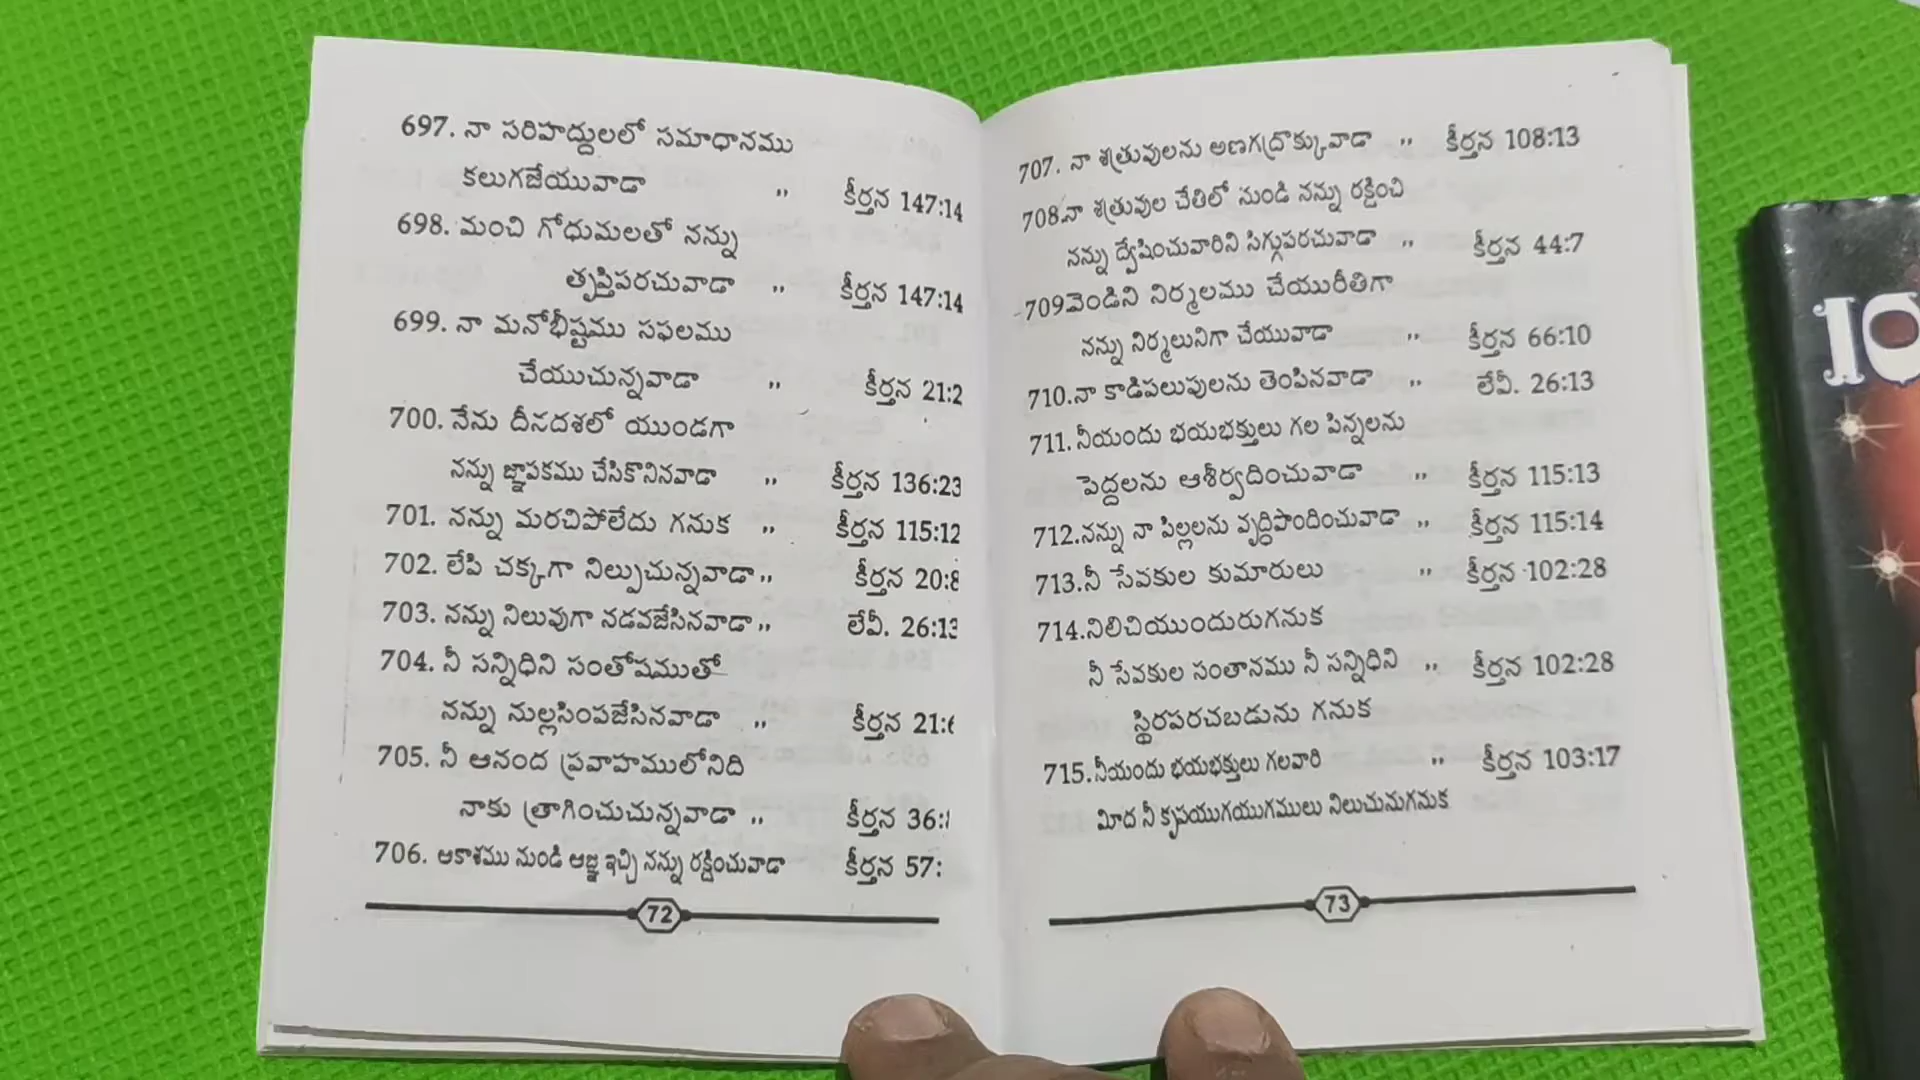 697. నా సరిహద్దులలో సమాధానము
కలుగజేయువాడా ,, కీర్తన 147:14
698. మంచి గోధుమలతో నన్ను
తృప్తిపరచువాడా ,, కీర్తన 147:14
699. నా మనోభీష్టము సఫలము
చేయుచున్నవాడా ,, కీర్తన 21:2
700. నేను దీనదశలో యుండగా
నన్ను జ్ఞాపకము చేసికొనినవాడా ,, కీర్తన 136:23
701. నన్ను మరచిపోలేదు గనుక ,, కీర్తన 115:12
702. లేపి చక్కగా నిల్పుచున్నవాడా ,, కీర్తన 20:8
703. నన్ను నిలువుగా నడవజేసినవాడా ,, లేవీ. 26:13
704. నీ సన్నిధిని సంతోషముతో
నన్ను నుల్లసింపజేసినవాడా ,, కీర్తన 21:6
705. నీ ఆనంద ప్రవాహములోనిది
నాకు త్రాగించుచున్నవాడా ,, కీర్తన 36:
706. ఆకాశము నుండి ఆజ్ఞ ఇచ్చి నన్ను రక్షించువాడా కీర్తన 57:
72
707. నా శత్రువులను అణగద్రొక్కువాడా ,, కీర్తన 108:13
708.నా శత్రువుల చేతిలో నుండి నన్ను రక్షించి
నన్ను ద్వేషించువారిని సిగ్గుపరచువాడా ,, కీర్తన 44:7
709వెండిని నిర్మలము చేయురీతిగా
నన్ను నిర్మలునిగా చేయువాడా ,, కీర్తన 66:10
710.నా కాడిపలుపులను తెంపినవాడా ,, లేవీ. 26:13
711.నీయందు భయభక్తులు గల పిన్నలను
పెద్దలను ఆశీర్వదించువాడా ,, కీర్తన 115:13
712.నన్ను నా పిల్లలను వృద్ధిపొందించువాడా ,, కీర్తన 115:14
713.నీ సేవకుల కుమారులు ,, కీర్తన 102:28
714.నిలిచియుందురుగనుక
నీ సేవకుల సంతానము నీ సన్నిధిని ,, కీర్తన 102:28
స్థిరపరచబడును గనుక
715.నీయందు భయభక్తులు గలవారి ,, కీర్తన 103:17
మీద నీ కృపయుగయుగములు నిలుచునుగనుక
73
10